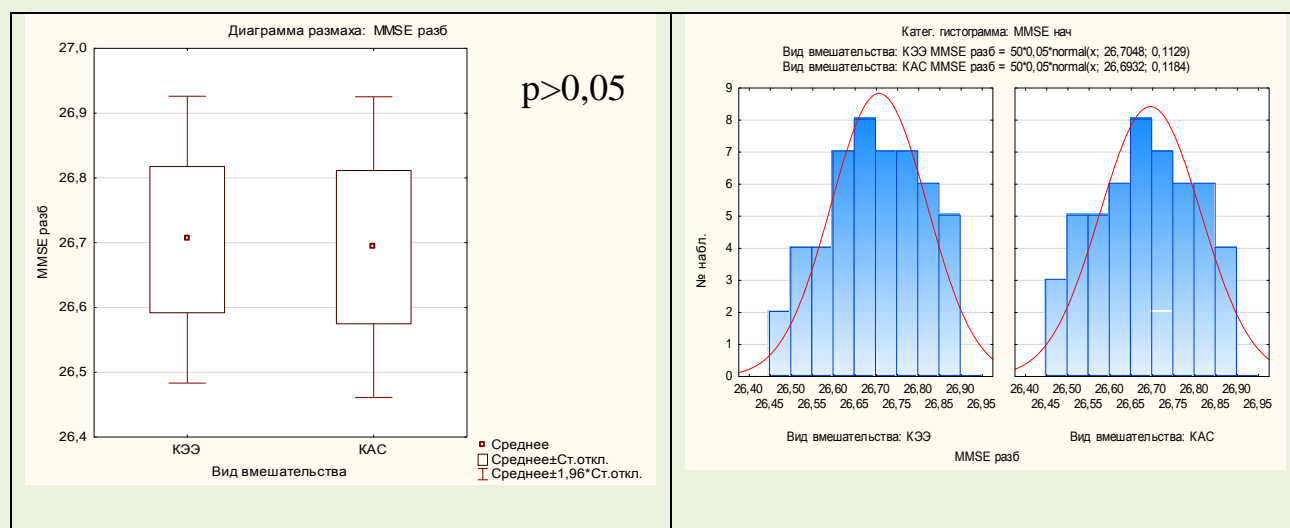 Диаграмма размаха: MMSE разб
27,0
26,9
26,8
26,7
26,6
26,5
26,4
MMSE разб
p>0,05
КЭЭ КАС
Вид вмешательства
Среднее
Среднее±Ст.откл.
Среднее±1,96*Ст.откл.
Катег. гистограмма: MMSE нач
Вид вмешательства: КЭЭ MMSE разб = 50*0,05*normal(x; 26,7048; 0,1129)
Вид вмешательства: КАС MMSE разб = 50*0,05*normal(x; 26,6932; 0,1184)
9
8
7
6
5
4
3
2
1
0
№ набл.
26,40 26,50 26,60 26,70 26,80 26,90
26,45 26,55 26,65 26,75 26,85 26,95
Вид вмешательства: КЭЭ
26,40 26,50 26,60 26,70 26,80 26,90
26,45 26,55 26,65 26,75 26,85 26,95
Вид вмешательства: КАС
MMSE разб